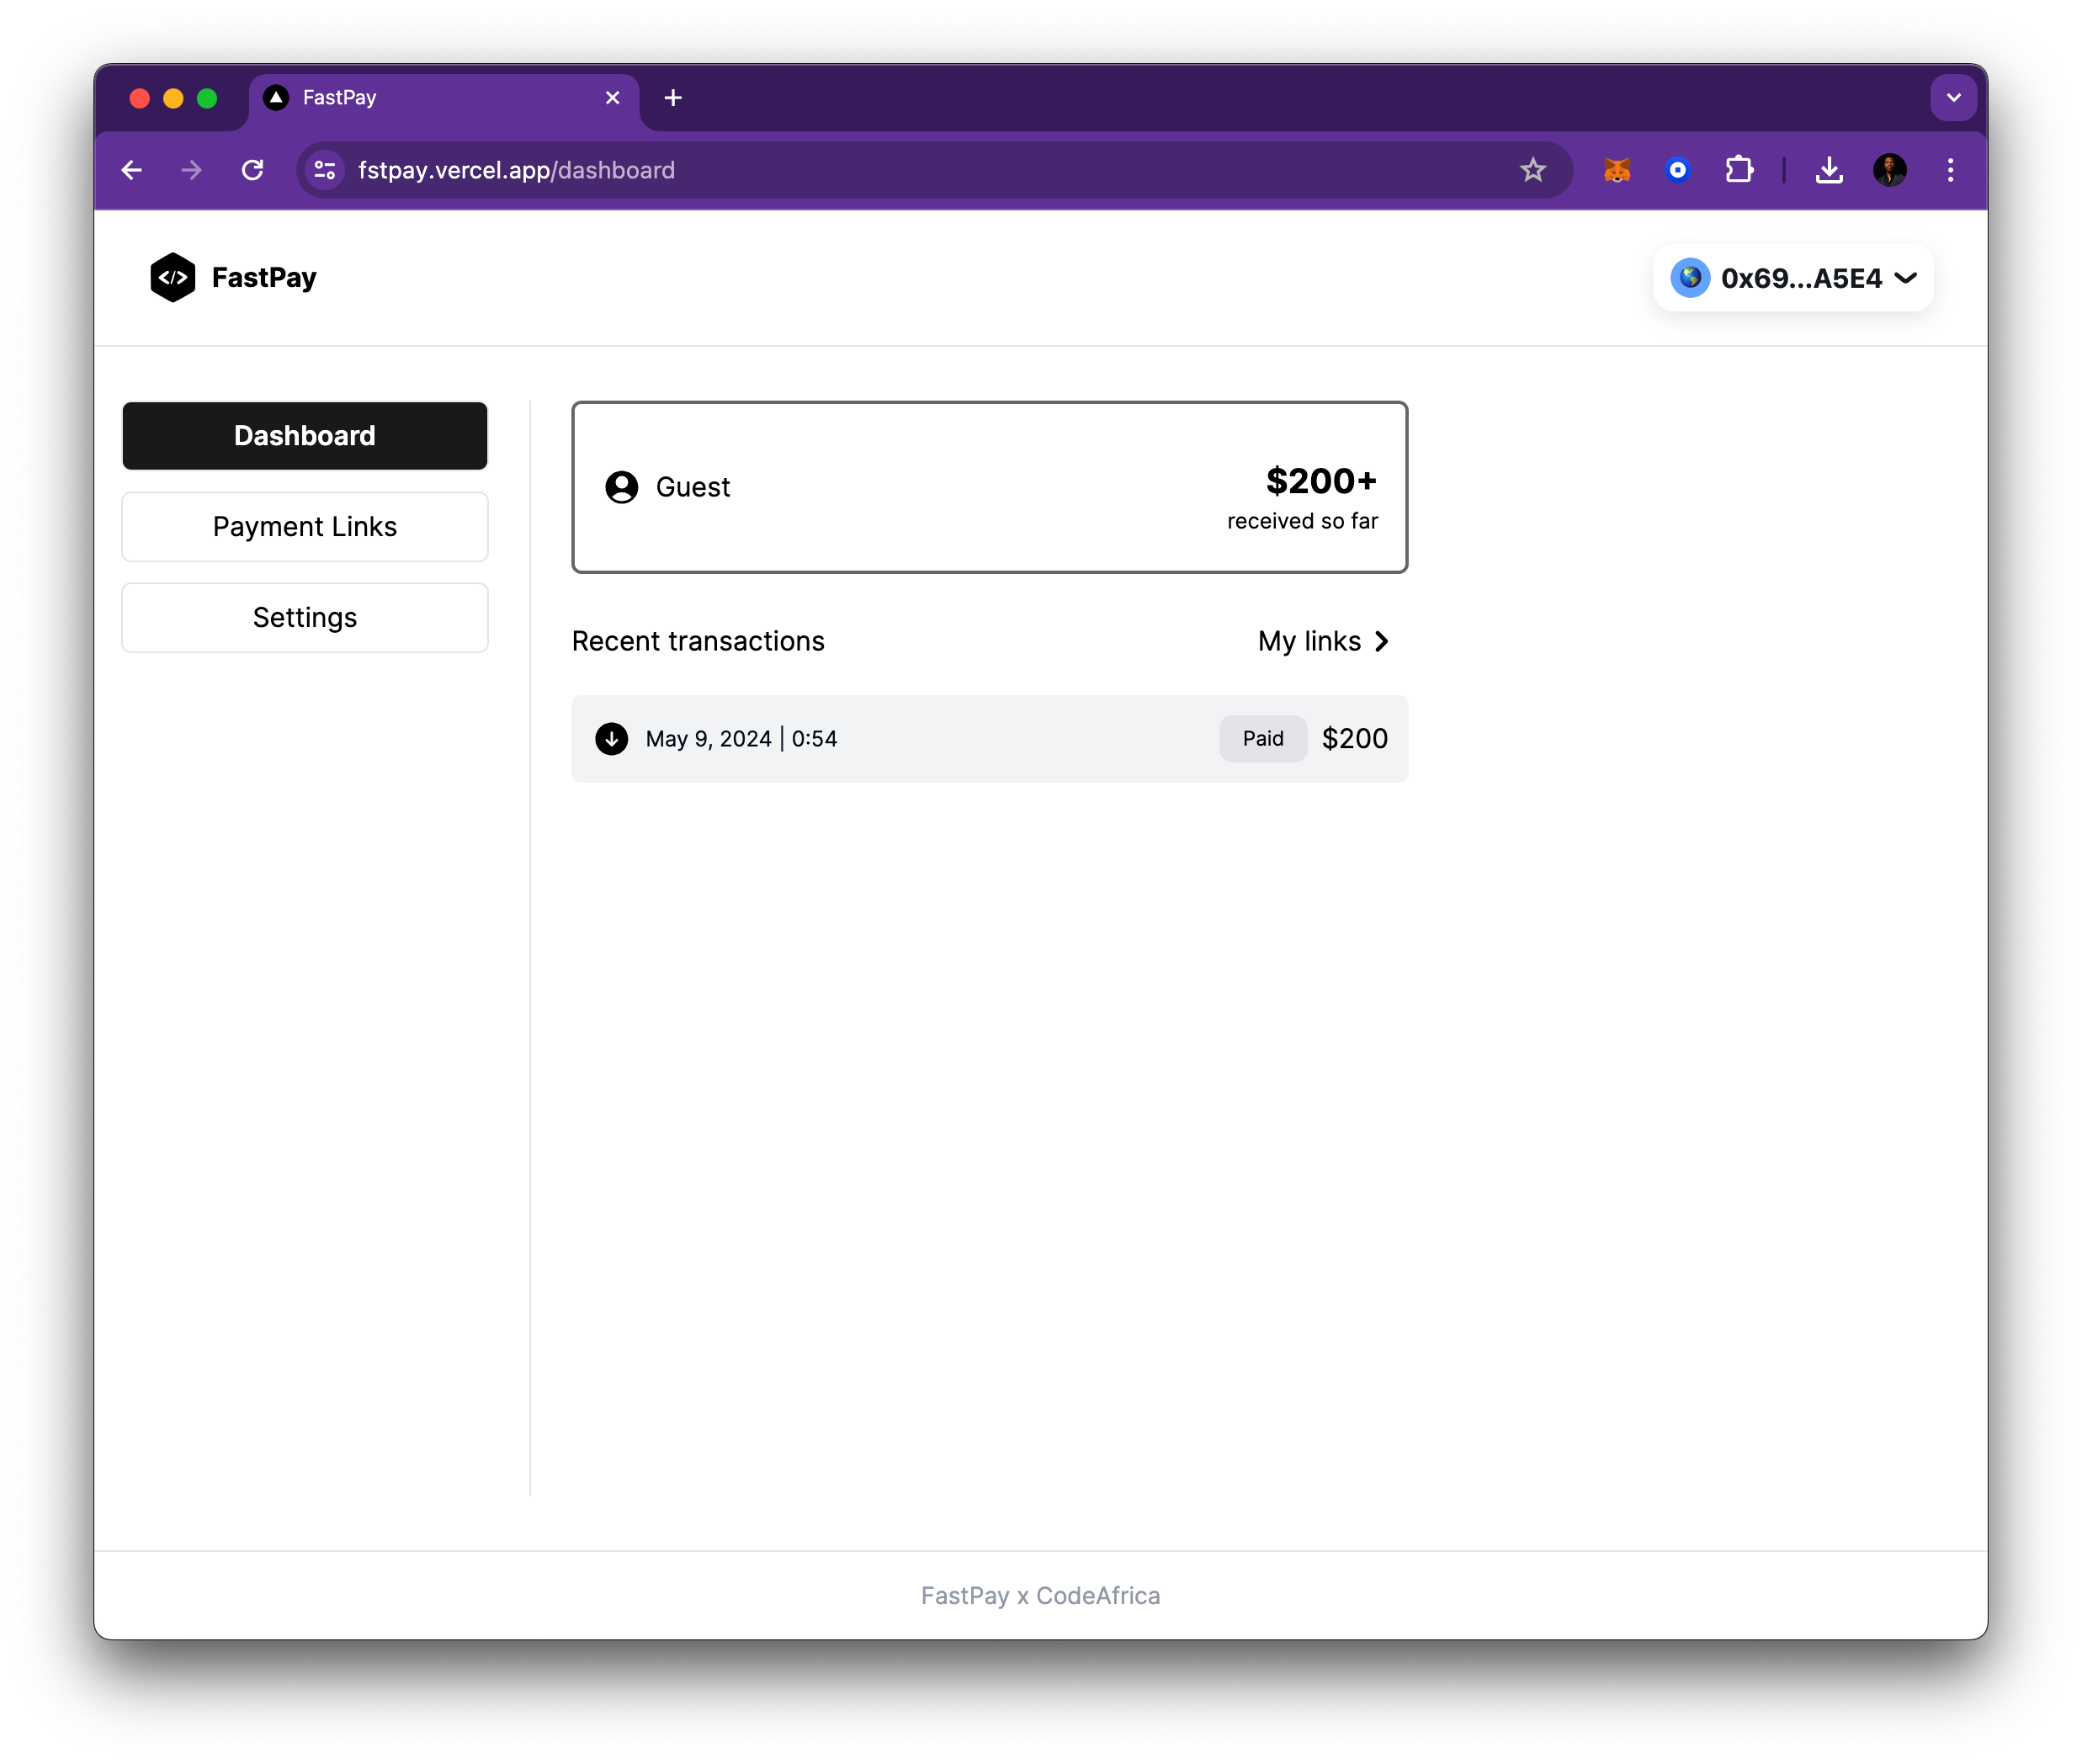 FastPay
fstpay.vercel.app/dashboard
FastPay
0x69...A5E4
Dashboard
Payment Links
Settings
Guest
$200+
received so far
Recent transactions
My links
May 9, 2024 | 0:54
Paid
$200
FastPay x CodeAfrica